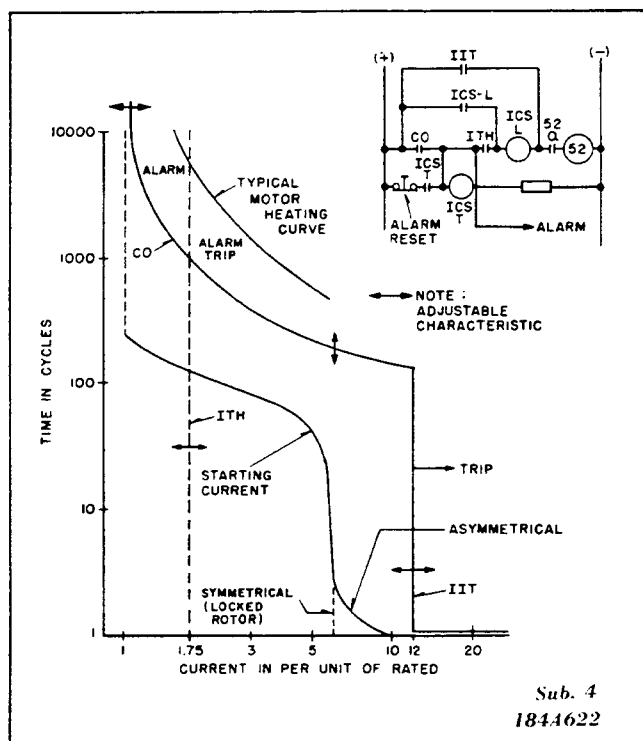 (+)
(−)
IIT
ICS-L
ICS
L
52
a
CO
ITH
52
ICS
T
ICS
T
ALARM
RESET
ALARM
10000
1000
100
10
1
TIME IN CYCLES
ALARM
TYPICAL
MOTOR
HEATING
CURVE
ALARM
TRIP
CO
NOTE :
ADJUSTABLE
CHARACTERISTIC
ITH
STARTING
CURRENT
TRIP
ASYMMETRICAL
SYMMETRICAL
(LOCKED
ROTOR)
IIT
1
1.75
3
5
10
12
20
CURRENT IN PER UNIT OF RATED
Sub. 4
184A622